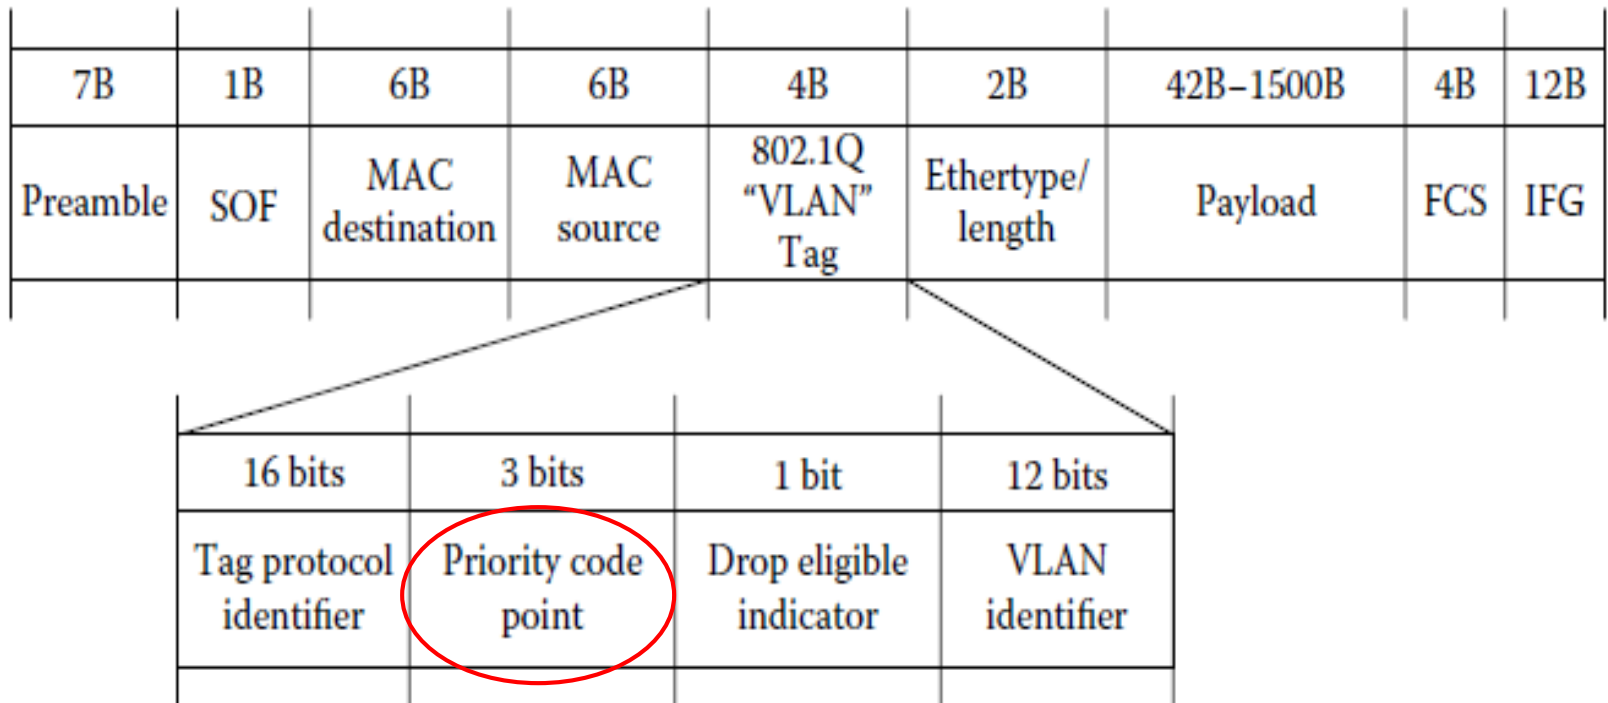 7B 1B 6B 6B 4B 2B 42B–1500B 4B 12B
Preamble
SOF
MAC
destination
MAC
source
802.1Q
“VLAN”
Tag
Ethertype/
length
Payload
FCS
IFG
16 bits 3 bits 1 bit 12 bits
Tag protocol
identifier
Priority code
point
Drop eligible
indicator
VLAN
identifier